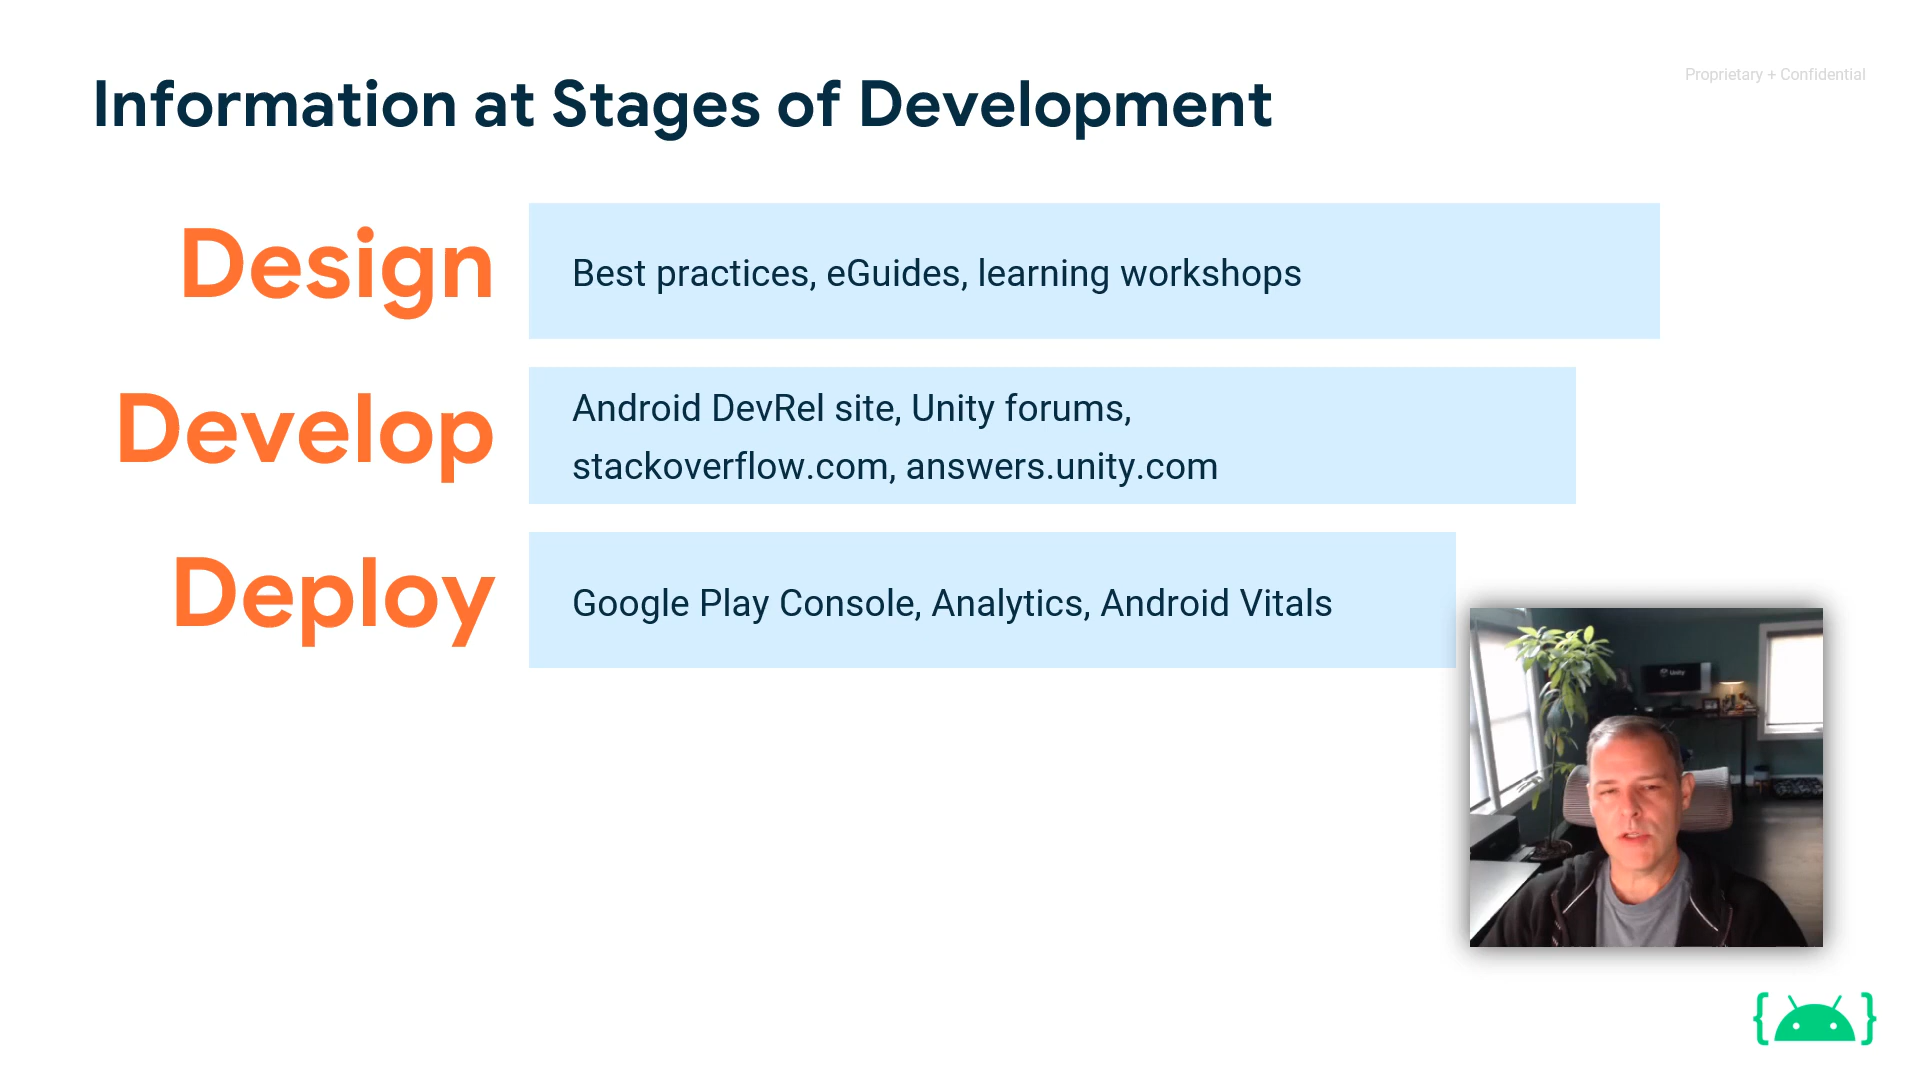 Proprietary + Confidential
Information at Stages of Development
Design
Best practices, eGuides, learning workshops
Develop
Android DevRel site, Unity forums,
stackoverflow.com, answers.unity.com
Deploy
Google Play Console, Analytics, Android Vitals
Unity